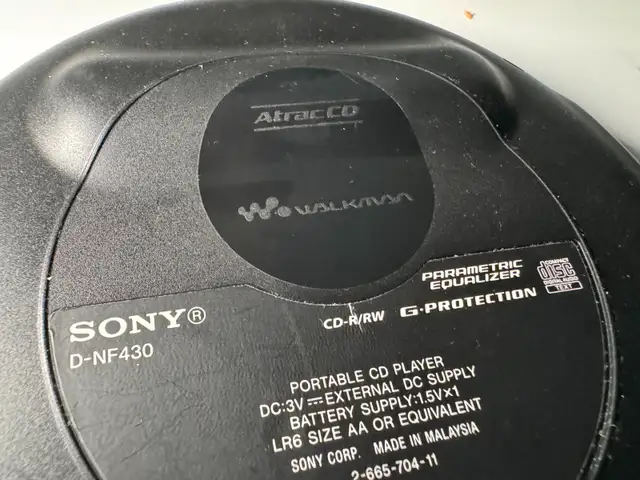 AtracCD
WALKMAN
PARAMETRIC
EQUALIZER
COMPACT
disc
DIGITAL AUDIO
TEXT
CD-R/RW
G-PROTECTION
SONY®
D-NF430
PORTABLE CD PLAYER
DC:3V ⎓ EXTERNAL DC SUPPLY
BATTERY SUPPLY:1.5V×1
LR6 SIZE AA OR EQUIVALENT
SONY CORP. MADE IN MALAYSIA
2-665-704-11